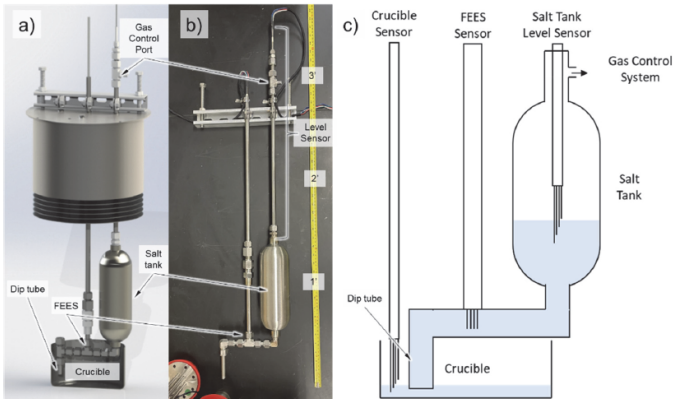 a)
Gas
Control
Port
Salt
tank
Dip tube
FEES
Crucible
b)
3'
Level
Sensor
2'
1'
c)
Crucible
Sensor
FEES
Sensor
Salt Tank
Level Sensor
Gas Control
System
Salt
Tank
Dip tube
Crucible